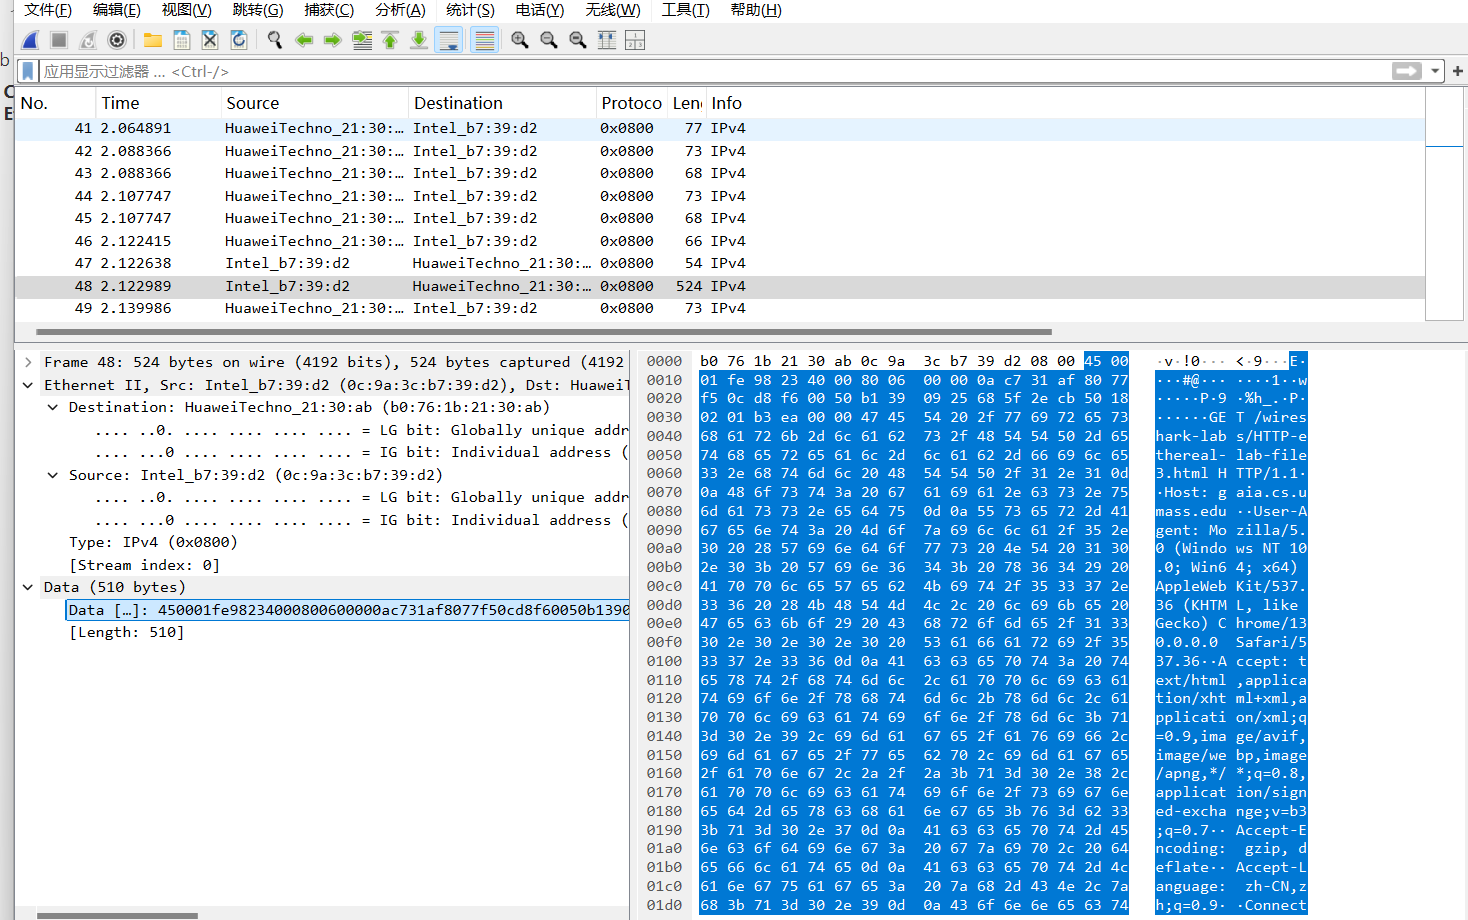 文件(F) 编辑(E) 视图(V) 跳转(G) 捕获(C) 分析(A) 统计(S) 电话(Y) 无线(W) 工具(T) 帮助(H)
应用显示过滤器 … <Ctrl-/>
No. Time Source Destination Protoco Len Info
41 2.064891 HuaweiTechno_21:30:… Intel_b7:39:d2 0x0800 77 IPv4
42 2.088366 HuaweiTechno_21:30:… Intel_b7:39:d2 0x0800 73 IPv4
43 2.088366 HuaweiTechno_21:30:… Intel_b7:39:d2 0x0800 68 IPv4
44 2.107747 HuaweiTechno_21:30:… Intel_b7:39:d2 0x0800 73 IPv4
45 2.107747 HuaweiTechno_21:30:… Intel_b7:39:d2 0x0800 68 IPv4
46 2.122415 HuaweiTechno_21:30:… Intel_b7:39:d2 0x0800 66 IPv4
47 2.122638 Intel_b7:39:d2 HuaweiTechno_21:30:… 0x0800 54 IPv4
48 2.122989 Intel_b7:39:d2 HuaweiTechno_21:30:… 0x0800 524 IPv4
49 2.139986 HuaweiTechno_21:30:… Intel_b7:39:d2 0x0800 73 IPv4
Frame 48: 524 bytes on wire (4192 bits), 524 bytes captured (4192
Ethernet II, Src: Intel_b7:39:d2 (0c:9a:3c:b7:39:d2), Dst: HuaweiT
Destination: HuaweiTechno_21:30:ab (b0:76:1b:21:30:ab)
.... ..0. .... .... .... .... = LG bit: Globally unique addr
.... ...0 .... .... .... .... = IG bit: Individual address (
Source: Intel_b7:39:d2 (0c:9a:3c:b7:39:d2)
.... ..0. .... .... .... .... = LG bit: Globally unique addr
.... ...0 .... .... .... .... = IG bit: Individual address (
Type: IPv4 (0x0800)
[Stream index: 0]
Data (510 bytes)
Data […]: 450001fe98234000800600000ac731af8077f50cd8f60050b1390
[Length: 510]
0000 b0 76 1b 21 30 ab 0c 9a 3c b7 39 d2 08 00 45 00 ·v·!0··· <·9···E·
0010 01 fe 98 23 40 00 80 06 00 00 0a c7 31 af 80 77 ···#@··· ····1··w
0020 f5 0c d8 f6 00 50 b1 39 09 25 68 5f 2e cb 50 18 ·····P·9 ·%h_.·P·
0030 02 01 b3 ea 00 00 47 45 54 20 2f 77 69 72 65 73 ······GE T /wires
0040 68 61 72 6b 2d 6c 61 62 73 2f 48 54 54 50 2d 65 hark-lab s/HTTP-e
0050 74 68 65 72 65 61 6c 2d 6c 61 62 2d 66 69 6c 65 thereal- lab-file
0060 33 2e 68 74 6d 6c 20 48 54 54 50 2f 31 2e 31 0d 3.html H TTP/1.1·
0070 0a 48 6f 73 74 3a 20 67 61 69 61 2e 63 73 2e 75 ·Host: g aia.cs.u
0080 6d 61 73 73 2e 65 64 75 0d 0a 55 73 65 72 2d 41 mass.edu ··User-A
0090 67 65 6e 74 3a 20 4d 6f 7a 69 6c 6c 61 2f 35 2e gent: Mo zilla/5.
00a0 30 20 28 57 69 6e 64 6f 77 73 20 4e 54 20 31 30 0 (Windo ws NT 10
00b0 2e 30 3b 20 57 69 6e 36 34 3b 20 78 36 34 29 20 .0; Win6 4; x64)
00c0 41 70 70 6c 65 57 65 62 4b 69 74 2f 35 33 37 2e AppleWeb Kit/537.
00d0 33 36 20 28 4b 48 54 4d 4c 2c 20 6c 69 6b 65 20 36 (KHTM L, like
00e0 47 65 63 6b 6f 29 20 43 68 72 6f 6d 65 2f 31 33 Gecko) C hrome/13
00f0 30 2e 30 2e 30 2e 30 20 53 61 66 61 72 69 2f 35 0.0.0.0 Safari/5
0100 33 37 2e 33 36 0d 0a 41 63 63 65 70 74 3a 20 74 37.36··A ccept: t
0110 65 78 74 2f 68 74 6d 6c 2c 61 70 70 6c 69 63 61 ext/html ,applica
0120 74 69 6f 6e 2f 78 68 74 6d 6c 2b 78 6d 6c 2c 61 tion/xht ml+xml,a
0130 70 70 6c 69 63 61 74 69 6f 6e 2f 78 6d 6c 3b 71 pplicati on/xml;q
0140 3d 30 2e 39 2c 69 6d 61 67 65 2f 61 76 69 66 2c =0.9,ima ge/avif,
0150 69 6d 61 67 65 2f 77 65 62 70 2c 69 6d 61 67 65 image/we bp,image
0160 2f 61 70 6e 67 2c 2a 2f 2a 3b 71 3d 30 2e 38 2c /apng,*/ *;q=0.8,
0170 61 70 70 6c 69 63 61 74 69 6f 6e 2f 73 69 67 6e applicat ion/sign
0180 65 64 2d 65 78 63 68 61 6e 67 65 3b 76 3d 62 33 ed-excha nge;v=b3
0190 3b 71 3d 30 2e 37 0d 0a 41 63 63 65 70 74 2d 45 ;q=0.7·· Accept-E
01a0 6e 63 6f 64 69 6e 67 3a 20 67 7a 69 70 2c 20 64 ncoding: gzip, d
01b0 65 66 6c 61 74 65 0d 0a 41 63 63 65 70 74 2d 4c eflate·· Accept-L
01c0 61 6e 67 75 61 67 65 3a 20 7a 68 2d 43 4e 2c 7a anguage: zh-CN,z
01d0 68 3b 71 3d 30 2e 39 0d 0a 43 6f 6e 6e 65 63 74 h;q=0.9· ·Connect